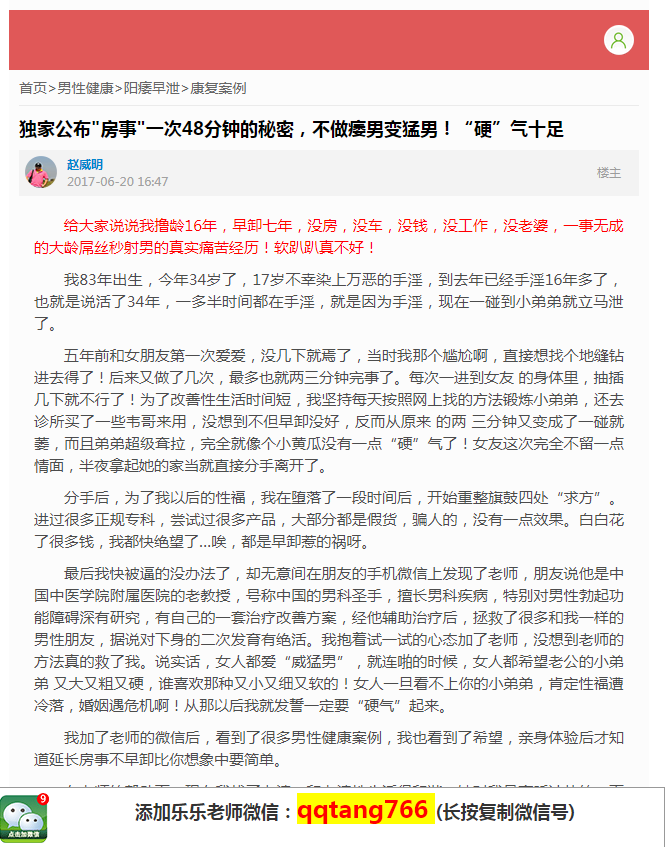 首页>男性健康>阳痿早泄>康复案例
独家公布"房事"一次48分钟的秘密，不做痿男变猛男！“硬”气十足
赵威明
2017-06-20 16:47
楼主
给大家说说我撸龄16年，早卸七年，没房，没车，没钱，没工作，没老婆，一事无成
的大龄屌丝秒射男的真实痛苦经历！软趴趴真不好！
我83年出生，今年34岁了，17岁不幸染上万恶的手淫，到去年已经手淫16年多了，
也就是说活了34年，一多半时间都在手淫，就是因为手淫，现在一碰到小弟弟就立马泄
了。
五年前和女朋友第一次爱爱，没几下就焉了，当时我那个尴尬啊，直接想找个地缝钻
进去得了！后来又做了几次，最多也就两三分钟完事了。每次一进到女友 的身体里，抽插
几下就不行了！为了改善性生活时间短，我坚持每天按照网上找的方法锻炼小弟弟，还去
诊所买了一些韦哥来用，没想到不但早卸没好，反而从原来 的两 三分钟又变成了一碰就
萎，而且弟弟超级耷拉，完全就像个小黄瓜没有一点“硬”气了！女友这次完全不留一点
情面，半夜拿起她的家当就直接分手离开了。
分手后，为了我以后的性福，我在堕落了一段时间后，开始重整旗鼓四处“求方”。
进过很多正规专科，尝试过很多产品，大部分都是假货，骗人的，没有一点效果。白白花
了很多钱，我都快绝望了...唉，都是早卸惹的祸呀。
最后我快被逼的没办法了，却无意间在朋友的手机微信上发现了老师，朋友说他是中
国中医学院附属医院的老教授，号称中国的男科圣手，擅长男科疾病，特别对男性勃起功
能障碍深有研究，有自己的一套治疗改善方案，经他辅助治疗后，拯救了很多和我一样的
男性朋友，据说对下身的二次发育有绝活。我抱着试一试的心态加了老师，没想到老师的
方法真的救了我。说实话，女人都爱“威猛男”，就连啪的时候，女人都希望老公的小弟
弟 又大又粗又硬，谁喜欢那种又小又细又软的！女人一旦看不上你的小弟弟，肯定性福遭
冷落，婚姻遇危机啊！从那以后我就发誓一定要“硬气”起来。
我加了老师的微信后，看到了很多男性健康案例，我也看到了希望，亲身体验后才知
道延长房事不早卸比你想象中要简单。
9
点击加微信
添加乐乐老师微信：qqtang766 (长按复制微信号)